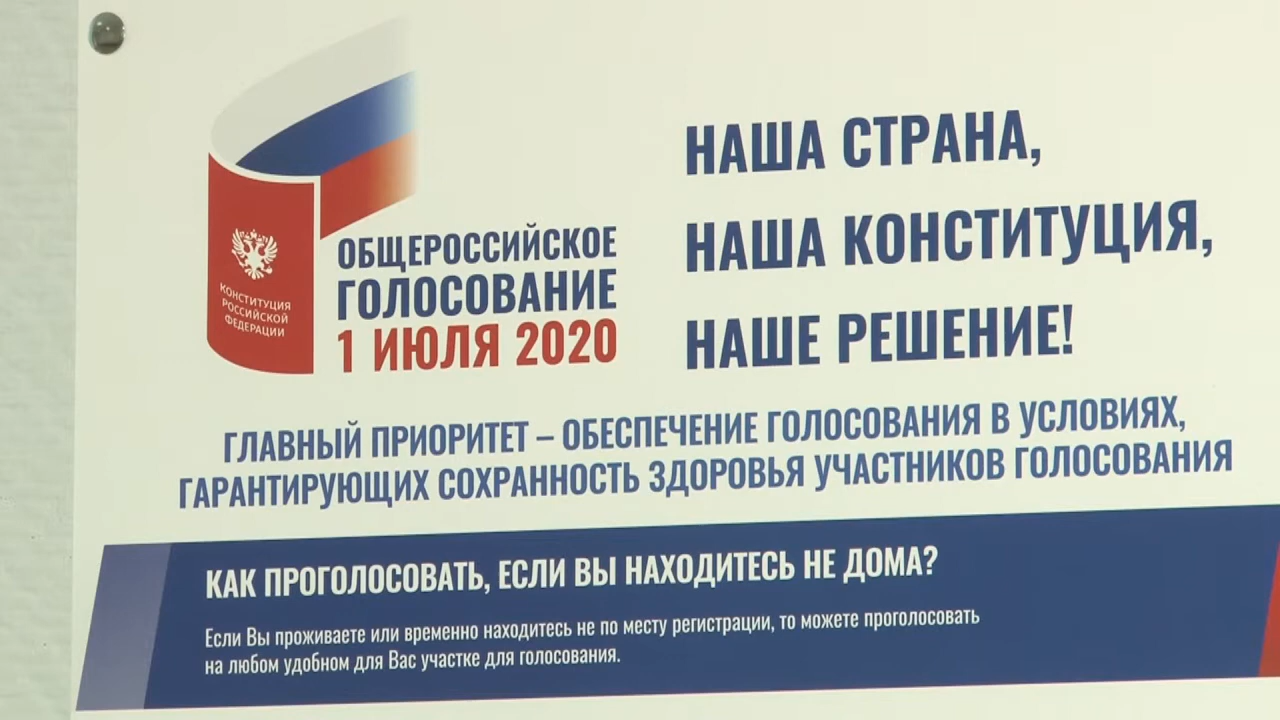 КОНСТИТУЦИЯ
РОССИЙСКОЙ
ФЕДЕРАЦИИ
ОБЩЕРОССИЙСКОЕ
ГОЛОСОВАНИЕ
1 ИЮЛЯ 2020
НАША СТРАНА,
НАША КОНСТИТУЦИЯ,
НАШЕ РЕШЕНИЕ!
ГЛАВНЫЙ ПРИОРИТЕТ – ОБЕСПЕЧЕНИЕ ГОЛОСОВАНИЯ В УСЛОВИЯХ,
ГАРАНТИРУЮЩИХ СОХРАННОСТЬ ЗДОРОВЬЯ УЧАСТНИКОВ ГОЛОСОВАНИЯ
КАК ПРОГОЛОСОВАТЬ, ЕСЛИ ВЫ НАХОДИТЕСЬ НЕ ДОМА?
Если Вы проживаете или временно находитесь не по месту регистрации, то можете проголосовать
на любом удобном для Вас участке для голосования.